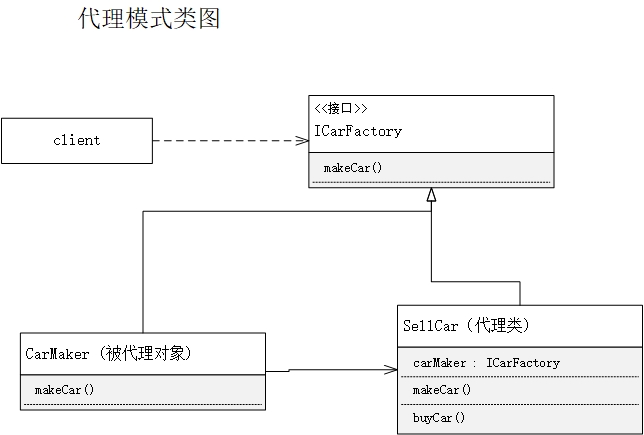 代理模式类图
client
<<接口>>
ICarFactory
makeCar()
CarMaker（被代理对象）
makeCar()
SellCar（代理类）
carMaker : ICarFactory
makeCar()
buyCar()